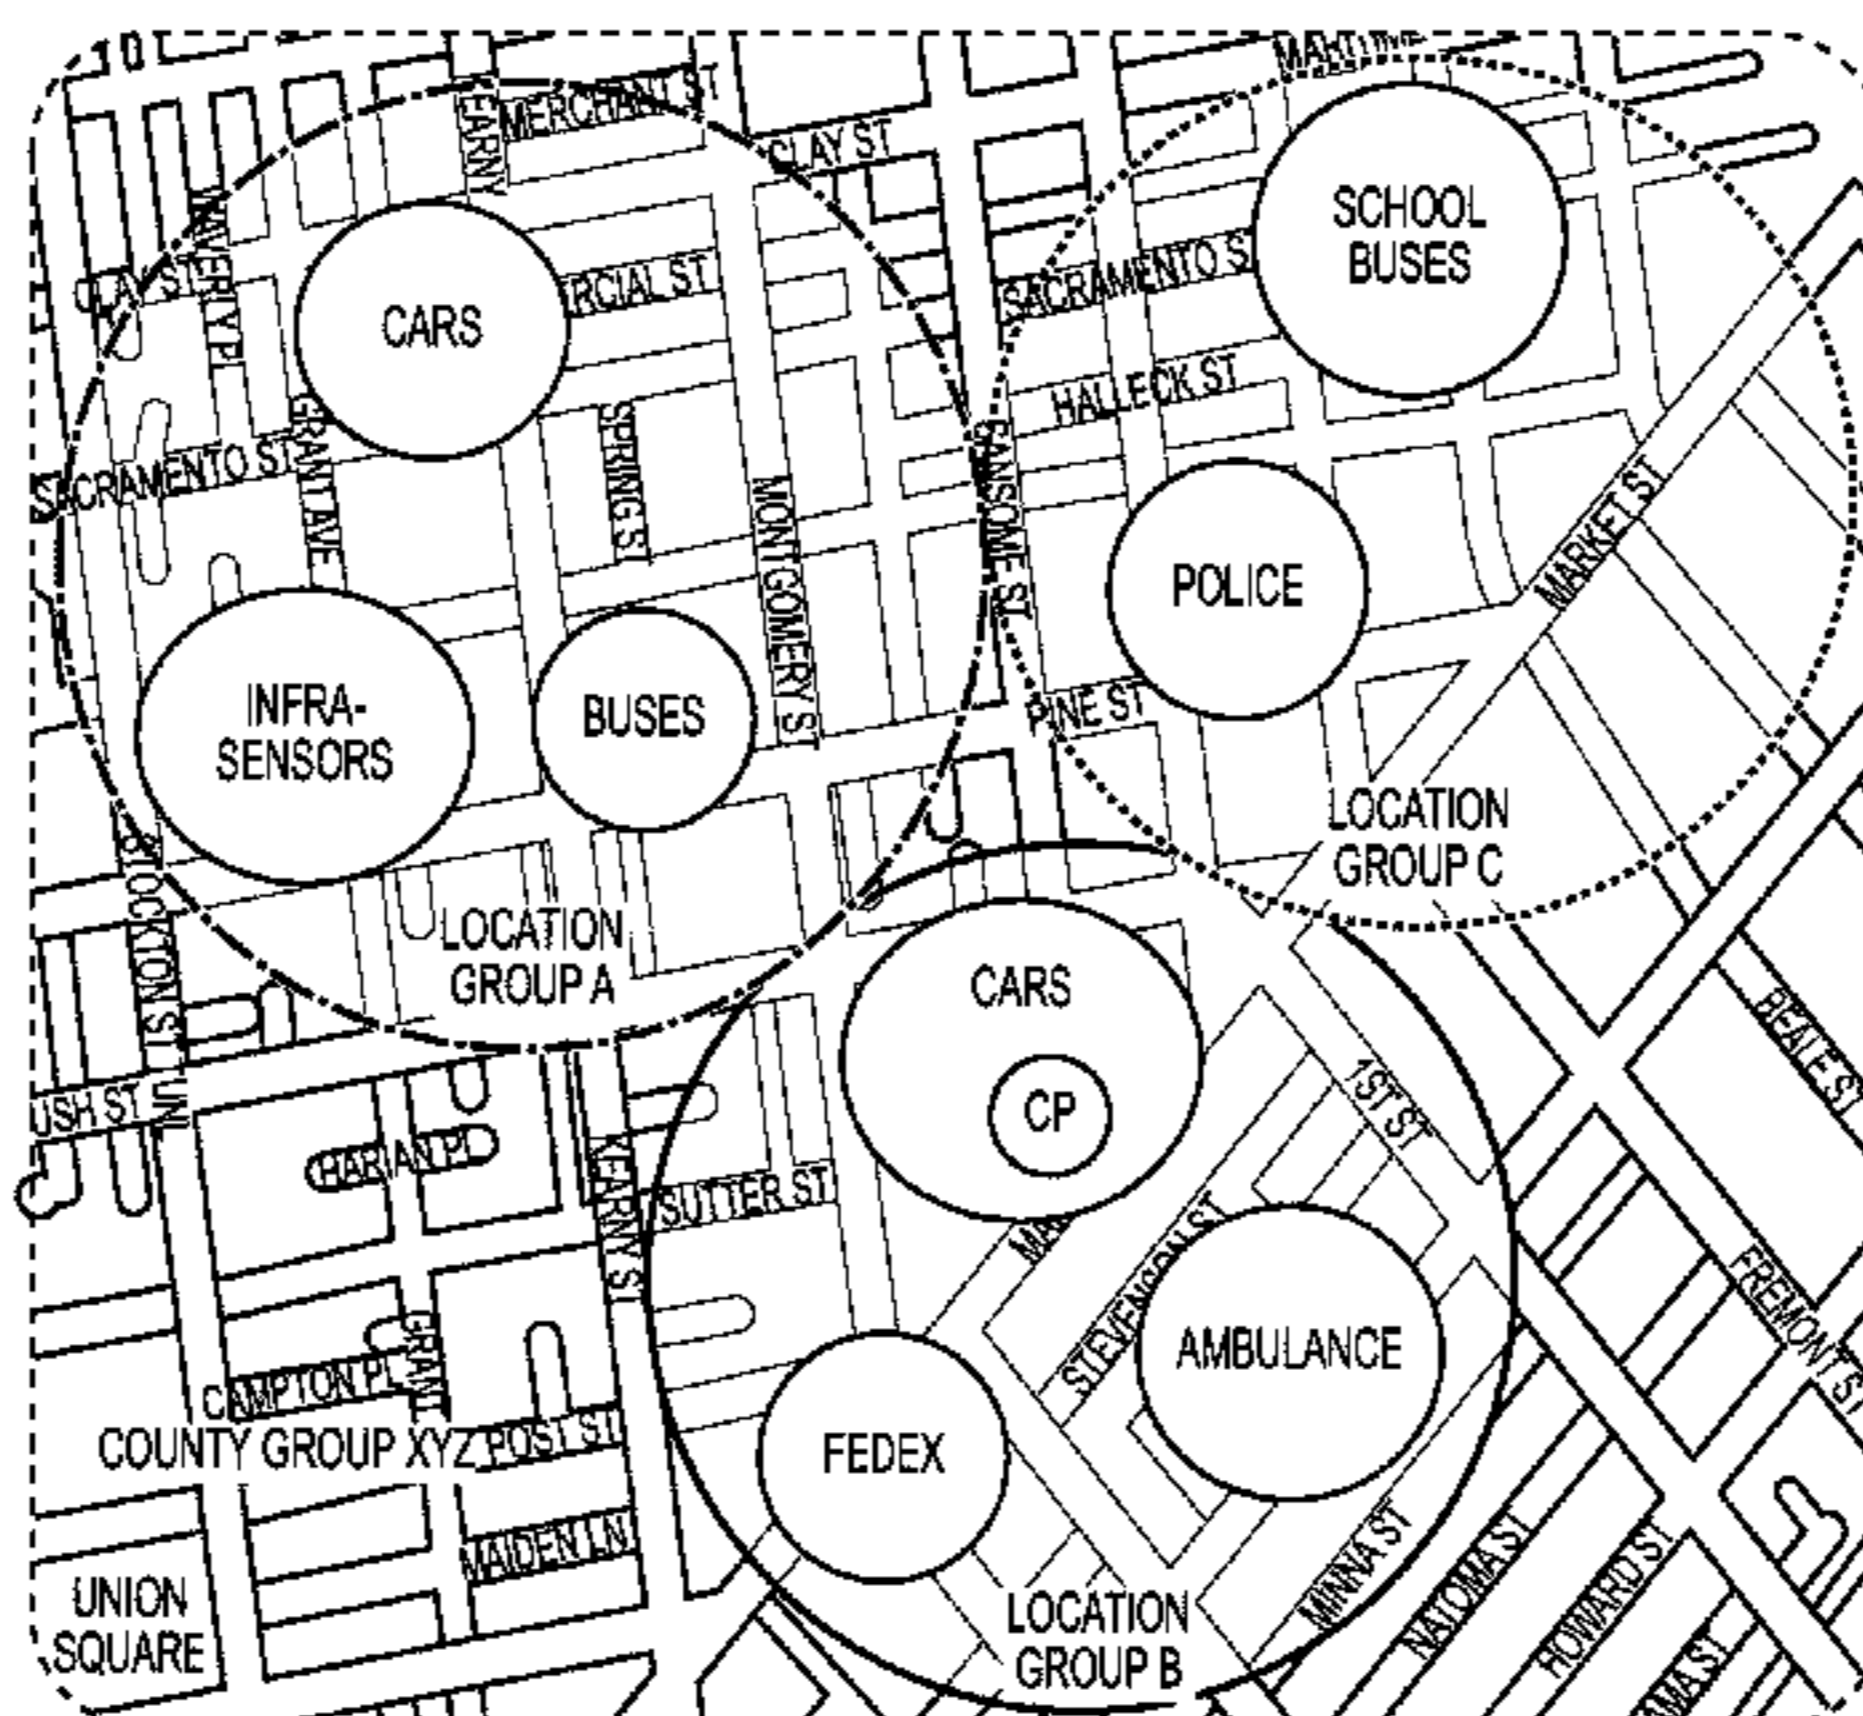 MERCHANT ST
CLAY ST
KEARNY
SCHOOL
BUSES
WAVERLY PL
CLAY ST
CARS
RCIAL ST
SACRAMENTO S
HALLECK ST
GRANT AVE
SPRING ST
SACRAMENTO ST
MONTGOMERY ST
SANSOME ST
MARKET ST
POLICE
INFRA-
SENSORS
BUSES
PINE ST
LOCATION
GROUP C
STOCKTON ST
LOCATION
GROUP A
CARS
BEALE ST
USH ST
CP
1ST ST
HARLAN PL
KEARNY ST
SUTTER ST
MA
STEVENSON ST
AMBULANCE
FREMONT ST
GRANT
CAMPTON PL
COUNTY GROUP XYZ
POST ST
FEDEX
MAIDEN LN
MINNA ST
NATOMA ST
HOWARD ST
UNION
SQUARE
LOCATION
GROUP B
AMA ST